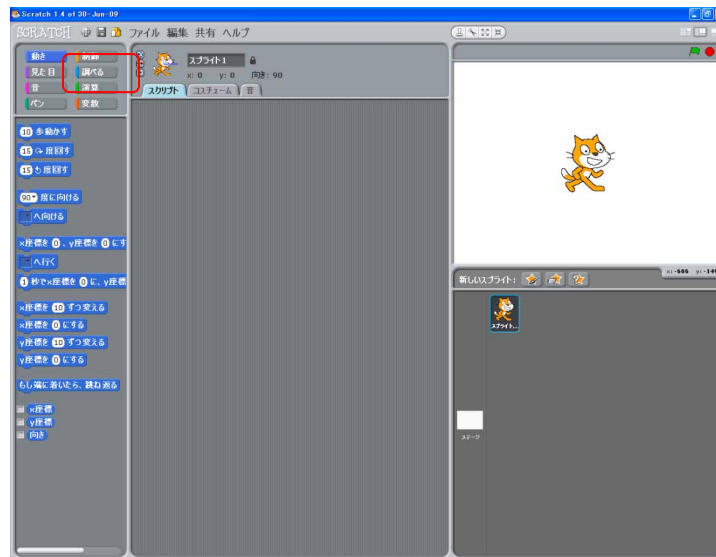 Scratch 1.4 of 30-Jun-09
SCRATCH ファイル 編集 共有 ヘルプ
動き 制御
見た目 調べる
音 演算
ペン 変数
スプライト1
x: 0 y: 0 向き: 90
スクリプト コスチューム 音
10 歩動かす
15 度回す
15 度回す
90 度に向ける
へ向ける
x座標を 0 、y座標を 0 にす
へ行く
1 秒でx座標を 0 に、y座標
x座標を 10 ずつ変える
x座標を 0 にする
y座標を 10 ずつ変える
y座標を 0 にする
もし端に着いたら、跳ね返る
x座標
y座標
向き
新しいスプライト:
スプライト...
ステージ